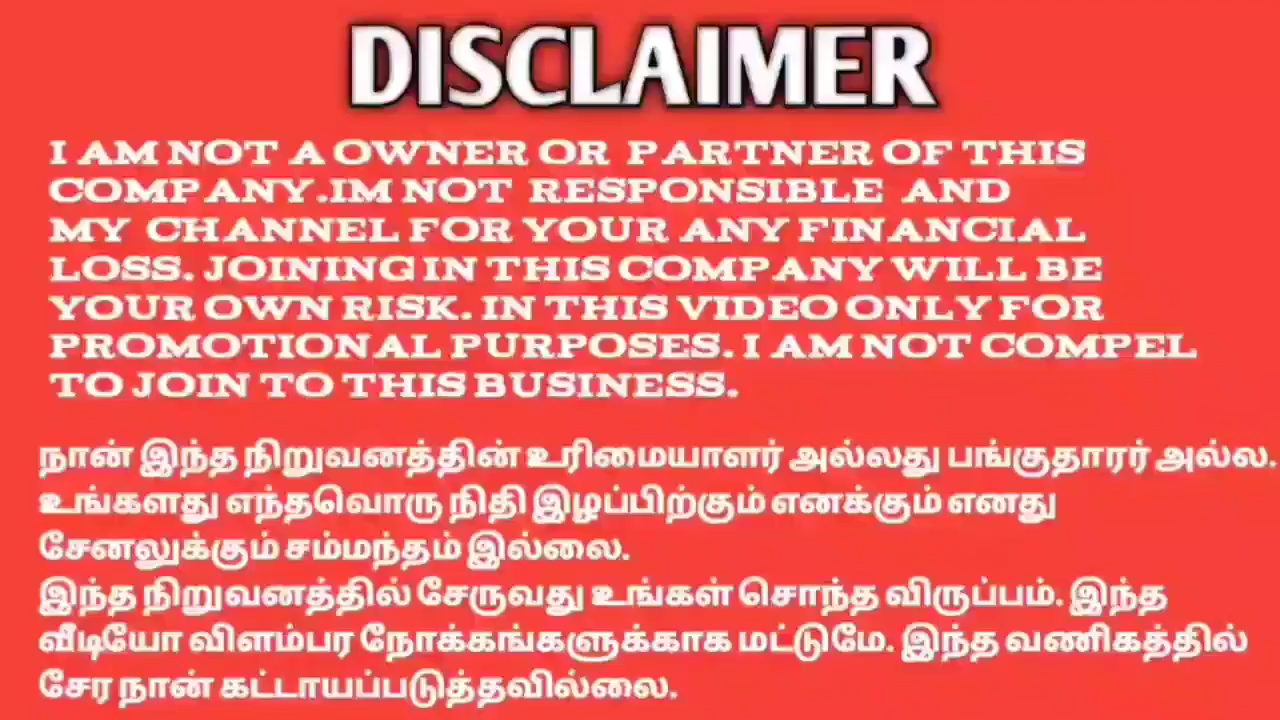 DISCLAIMER
I AM NOT A OWNER OR PARTNER OF THIS
COMPANY.IM NOT RESPONSIBLE AND
MY CHANNEL FOR YOUR ANY FINANCIAL
LOSS. JOINING IN THIS COMPANY WILL BE
YOUR OWN RISK. IN THIS VIDEO ONLY FOR
PROMOTIONAL PURPOSES. I AM NOT COMPEL
TO JOIN TO THIS BUSINESS.
நான் இந்த நிறுவனத்தின் உரிமையாளர் அல்லது பங்குதாரர் அல்ல.
உங்களது எந்தவொரு நிதி இழப்பிற்கும் எனக்கும் எனது
சேனலுக்கும் சம்மந்தம் இல்லை.
இந்த நிறுவனத்தில் சேருவது உங்கள் சொந்த விருப்பம். இந்த
வீடியோ விளம்பர நோக்கங்களுக்காக மட்டுமே. இந்த வணிகத்தில்
சேர நான் கட்டாயப்படுத்தவில்லை.